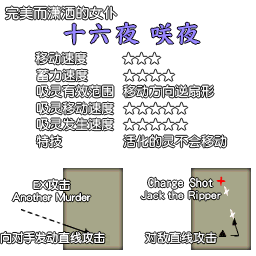 完美而潇洒的女仆
十六夜 咲夜
移动速度 ☆☆☆
蓄力速度 ☆☆☆☆
吸灵有效范围 移动方向逆扇形
吸灵移动速度 ☆☆☆☆☆
吸灵发生速度 ☆☆☆☆☆
特技 活化的灵不会移动
EX攻击
Another Murder
向对手发动直线攻击
Charge Shot
Jack the Ripper
对敌直线攻击